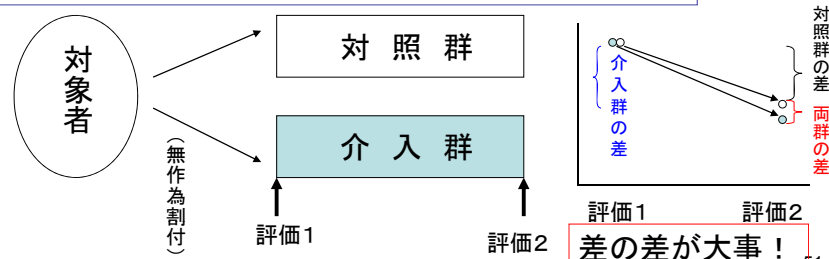 対象者
(無作為割付)
対 照 群
介 入 群
評価1
評価2
介入群の差
対照群の差
両群の差
評価1
評価2
差の差が大事!